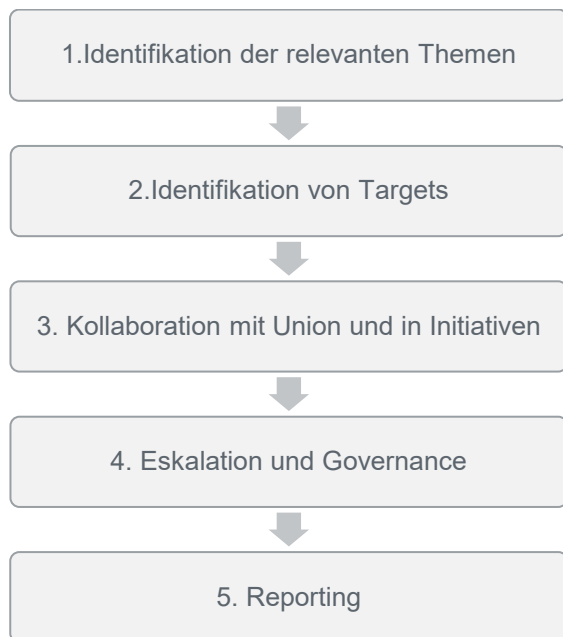 1.Identifikation der relevanten Themen
2.Identifikation von Targets
3. Kollaboration mit Union und in Initiativen
4. Eskalation und Governance
5. Reporting